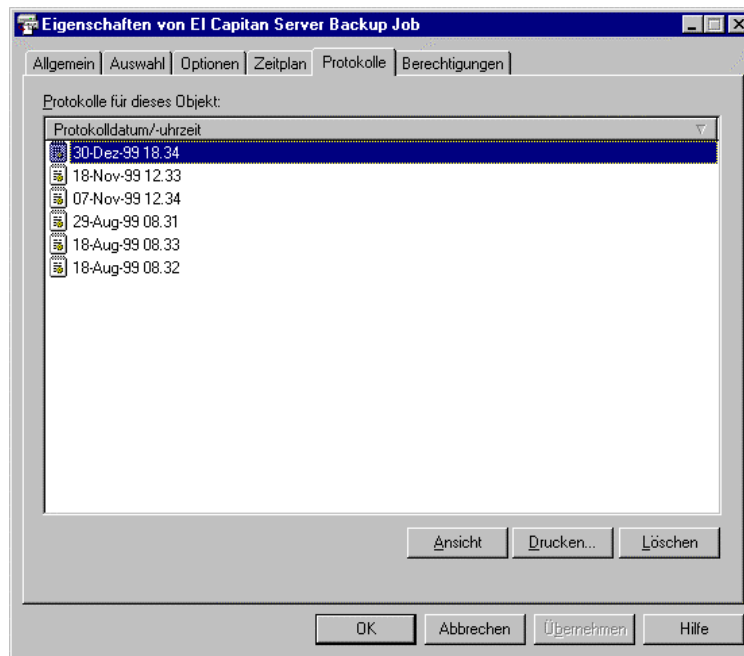 Eigenschaften von El Capitan Server Backup Job
Allgemein Auswahl Optionen Zeitplan Protokolle Berechtigungen
Protokolle für dieses Objekt:
Protokolldatum/-uhrzeit
30-Dez-99 18.34
18-Nov-99 12.33
07-Nov-99 12.34
29-Aug-99 08.31
18-Aug-99 08.33
18-Aug-99 08.32
Ansicht Drucken... Löschen
OK Abbrechen Übernehmen Hilfe